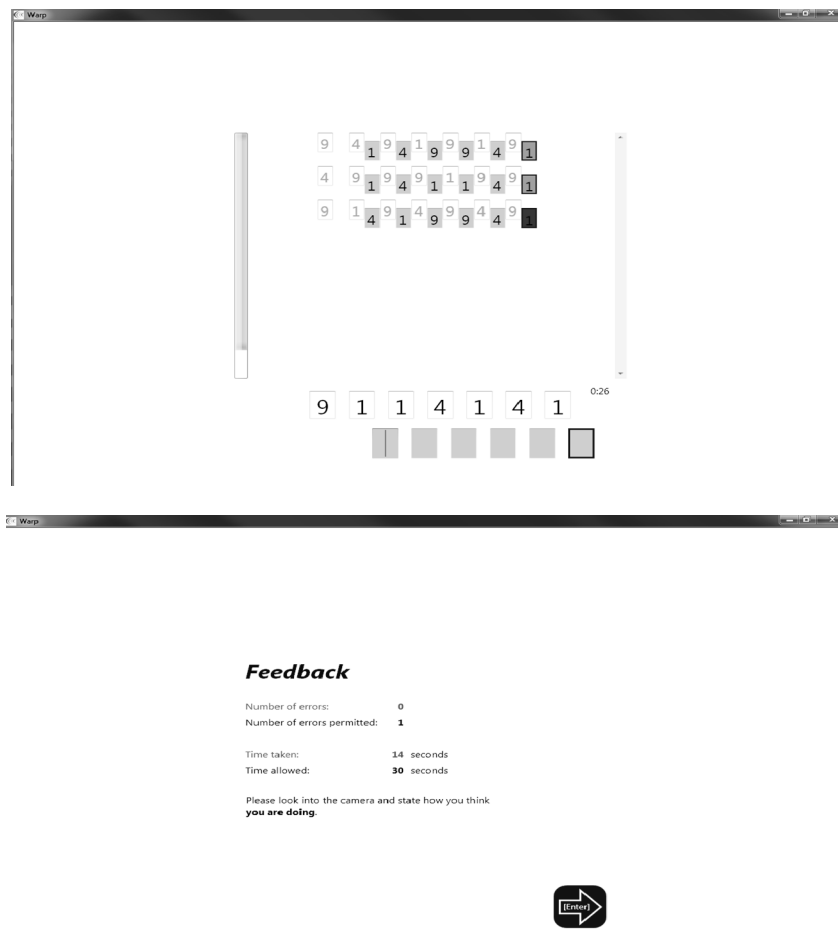 Warp
9 4 1 9 4 1 9 9 9 1 4 9 1
4 9 1 9 4 9 1 1 1 9 4 9 1
9 1 4 9 1 4 9 9 9 4 4 9 1
0:26
9 1 1 4 1 4 1
Warp
Feedback
Number of errors: 0
Number of errors permitted: 1
Time taken: 14 seconds
Time allowed: 30 seconds
Please look into the camera and state how you think
you are doing.
[Enter]